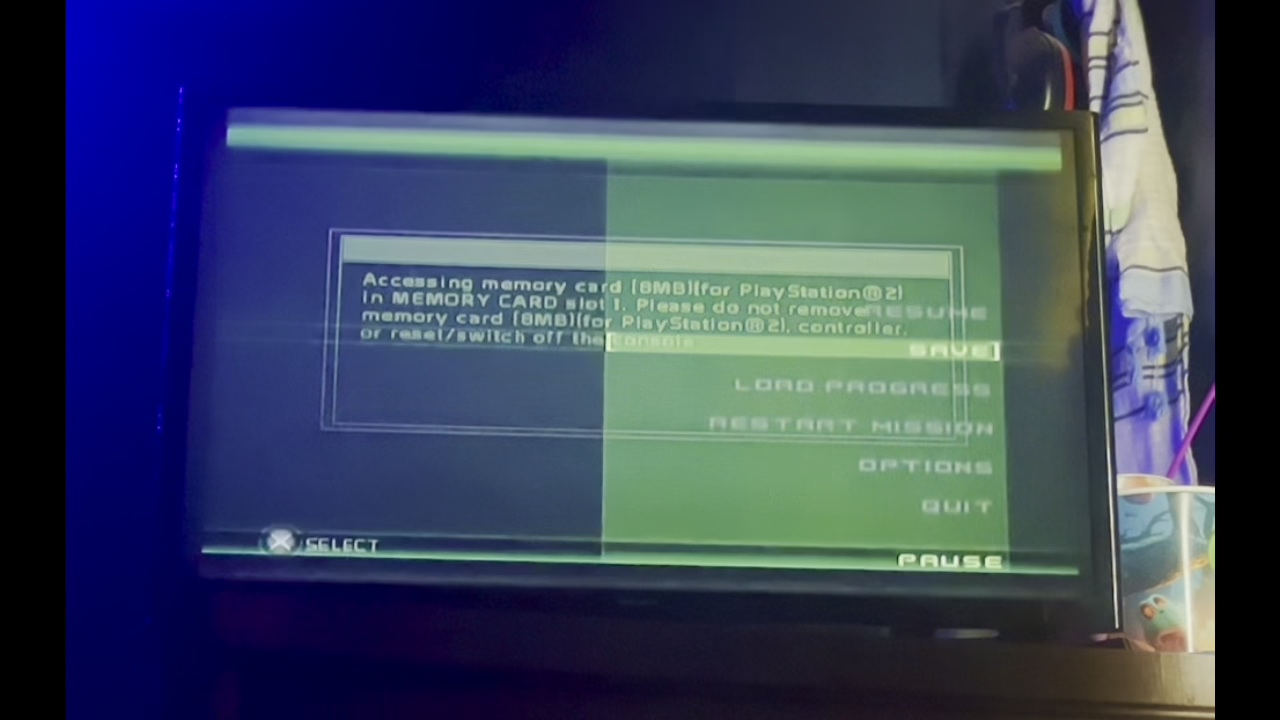 Accessing memory card (8MB)(for PlayStation®2)
in MEMORY CARD slot 1. Please do not remove
memory card (8MB)(for PlayStation®2), controller,
or reset/switch off the console
RESUME
SAVE
LOAD PROGRESS
RESTART MISSION
OPTIONS
QUIT
SELECT
PAUSE